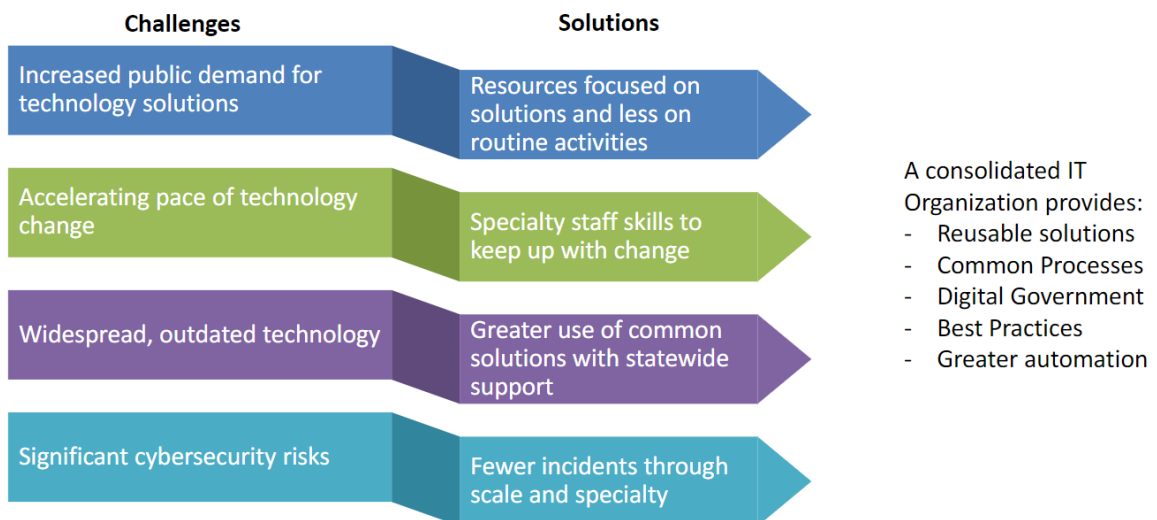 Challenges
Solutions
Increased public demand for
technology solutions
Resources focused on
solutions and less on
routine activities
Accelerating pace of technology
change
Specialty staff skills to
keep up with change
Widespread, outdated technology
Greater use of common
solutions with statewide
support
Significant cybersecurity risks
Fewer incidents through
scale and specialty
A consolidated IT
Organization provides:
- Reusable solutions
- Common Processes
- Digital Government
- Best Practices
- Greater automation